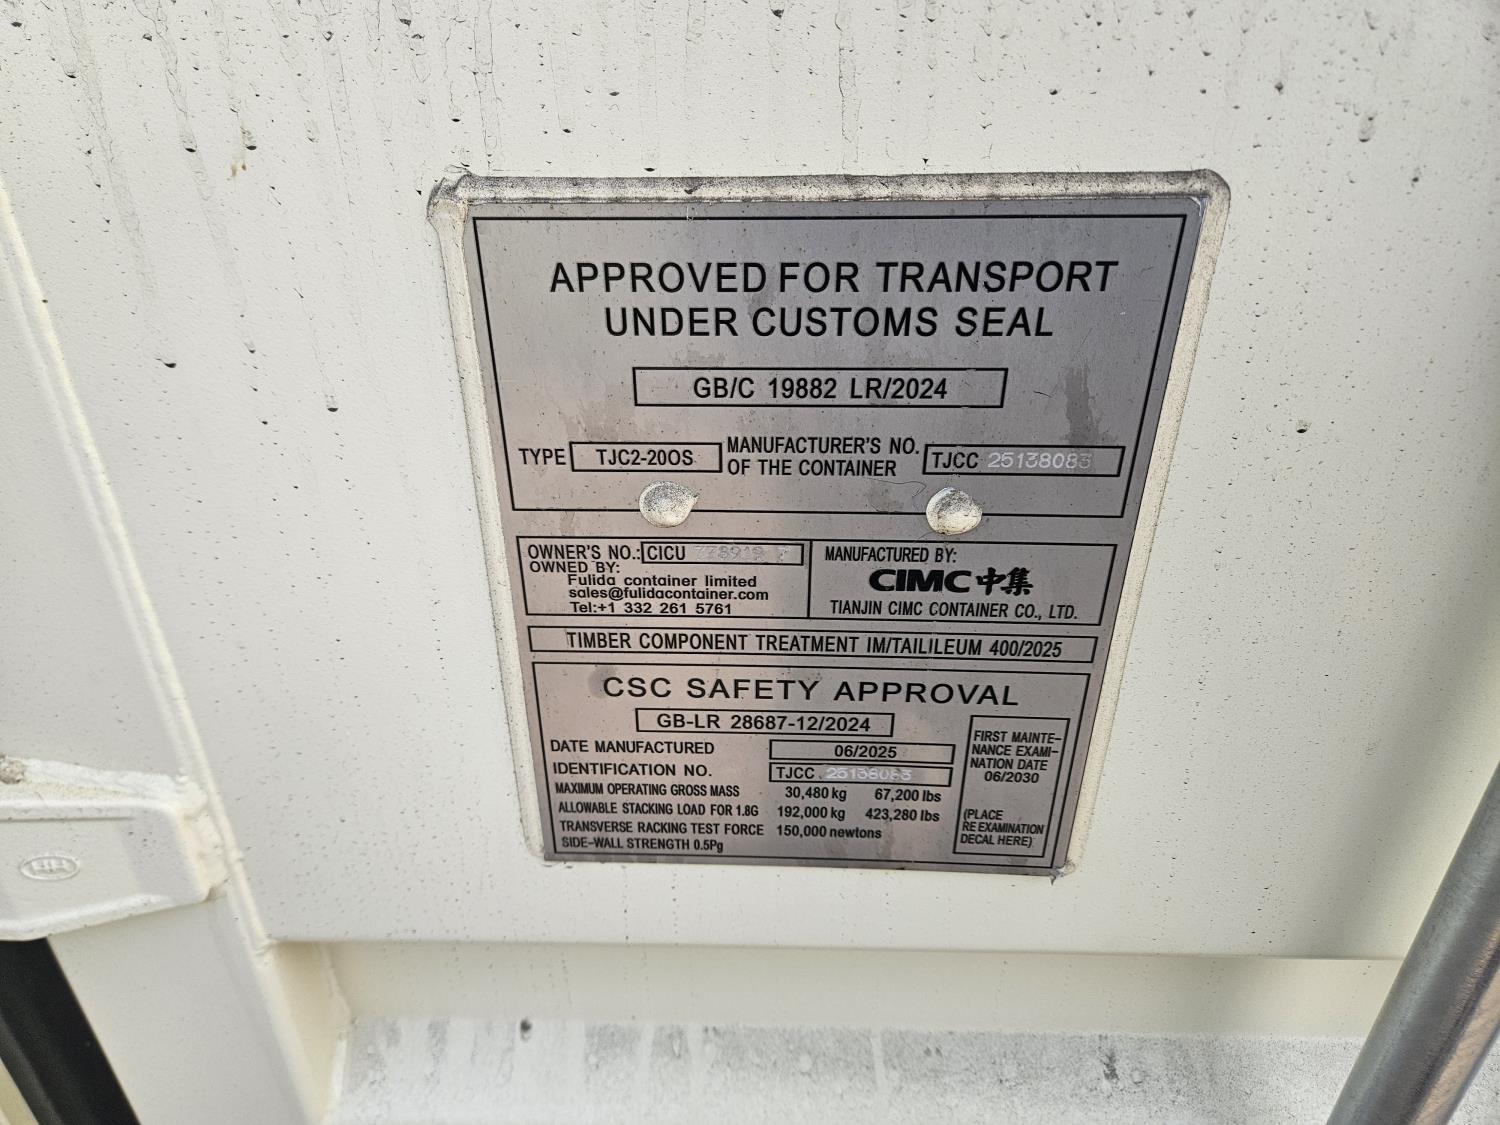 APPROVED FOR TRANSPORT
UNDER CUSTOMS SEAL
GB/C 19882 LR/2024
TYPE TJC2-20OS MANUFACTURER'S NO. OF THE CONTAINER TJCC 25138083
OWNER'S NO.: CICU
OWNED BY:
Fulida container limited
sales@fulidacontainer.com
Tel:+1 332 261 5761
MANUFACTURED BY:
CIMC 中集
TIANJIN CIMC CONTAINER CO., LTD.
TIMBER COMPONENT TREATMENT IM/TAILILEUM 400/2025
CSC SAFETY APPROVAL
GB-LR 28687-12/2024
DATE MANUFACTURED 06/2025
IDENTIFICATION NO. TJCC 25138083
MAXIMUM OPERATING GROSS MASS 30,480 kg 67,200 lbs
ALLOWABLE STACKING LOAD FOR 1.8G 192,000 kg 423,280 lbs
TRANSVERSE RACKING TEST FORCE 150,000 newtons
SIDE-WALL STRENGTH 0.5Pg
FIRST MAINTE-
NANCE EXAMI-
NATION DATE
06/2030
(PLACE
RE EXAMINATION
DECAL HERE)